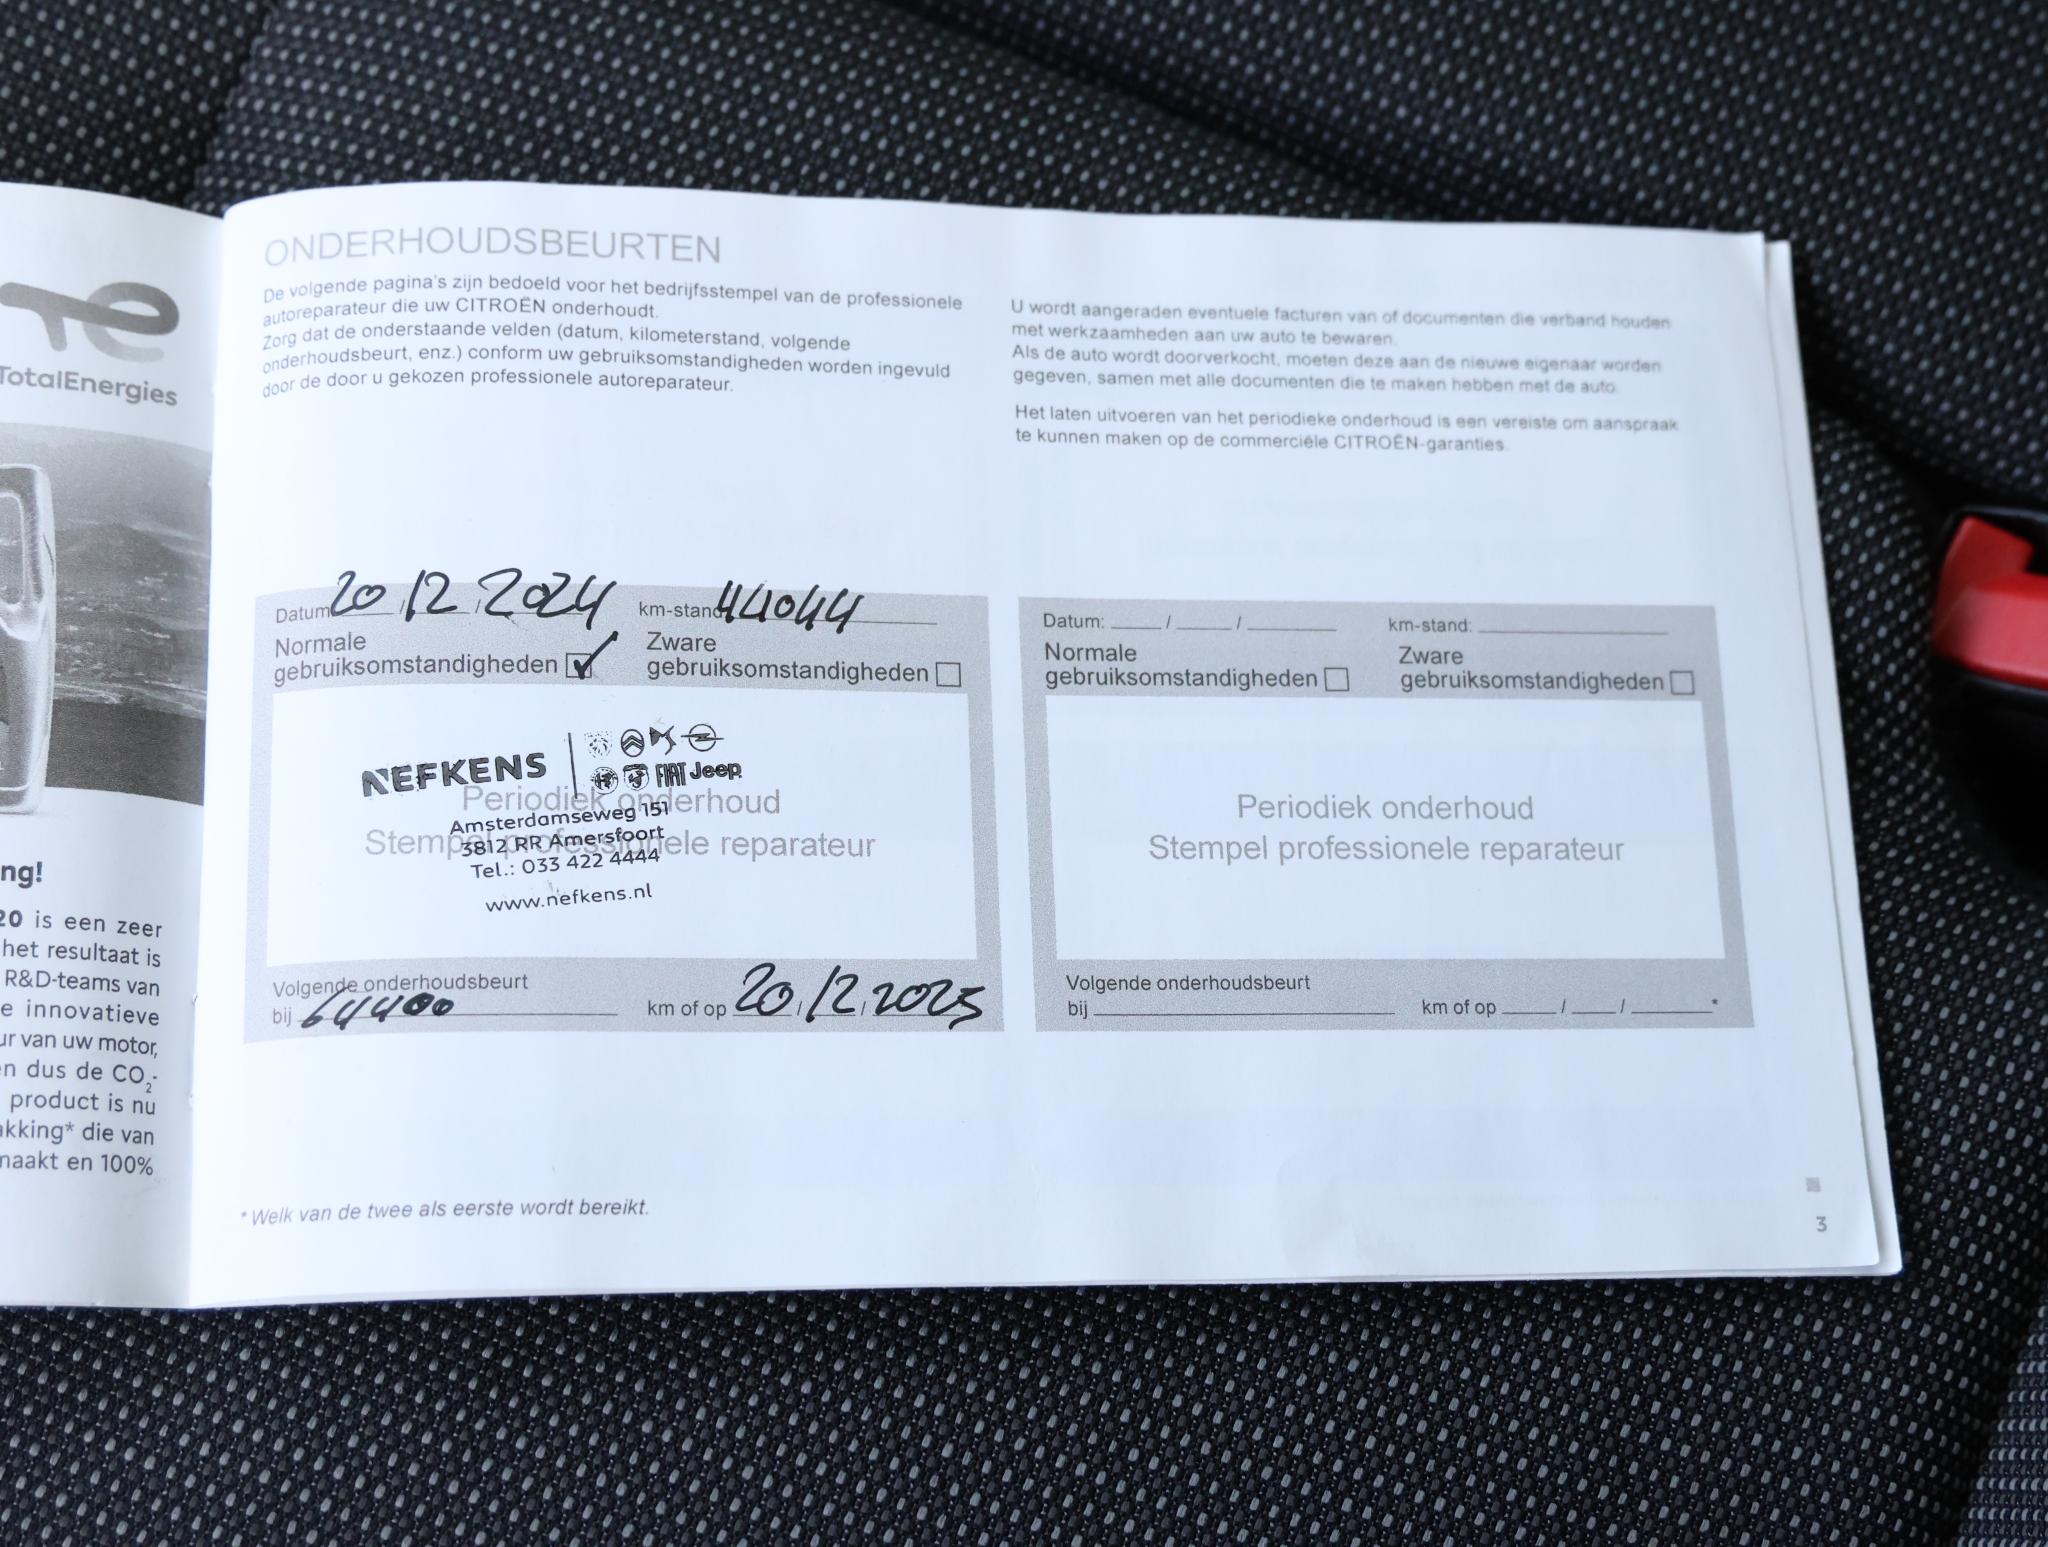 TotalEnergies
ng!
20 is een zeer
het resultaat is
R&D-teams van
e innovatieve
ur van uw motor,
en dus de CO2-
product is nu
akking* die van
maakt en 100%
ONDERHOUDSBEURTEN
De volgende pagina's zijn bedoeld voor het bedrijfsstempel van de professionele
autoreparateur die uw CITROËN onderhoudt.
Zorg dat de onderstaande velden (datum, kilometerstand, volgende
onderhoudsbeurt, enz.) conform uw gebruiksomstandigheden worden ingevuld
door de door u gekozen professionele autoreparateur.
U wordt aangeraden eventuele facturen van of documenten die verband houden
met werkzaamheden aan uw auto te bewaren.
Als de auto wordt doorverkocht, moeten deze aan de nieuwe eigenaar worden
gegeven, samen met alle documenten die te maken hebben met de auto.
Het laten uitvoeren van het periodieke onderhoud is een vereiste om aanspraak
te kunnen maken op de commerciële CITROËN-garanties.
Datum 20 / 12 / 2024 km-stand 44044
Normale
gebruiksomstandigheden
Zware
gebruiksomstandigheden
NEFKENS
FIAT Jeep
Periodiek onderhoud
Stempel professionele reparateur
Amsterdamseweg 151
3812 RR Amersfoort
Tel.: 033 422 4444
www.nefkens.nl
Volgende onderhoudsbeurt
bij 64400 km of op 20 / 12 / 2025
Datum: / / km-stand:
Normale
gebruiksomstandigheden
Zware
gebruiksomstandigheden
Periodiek onderhoud
Stempel professionele reparateur
Volgende onderhoudsbeurt
bij km of op / / *
* Welk van de twee als eerste wordt bereikt.
3